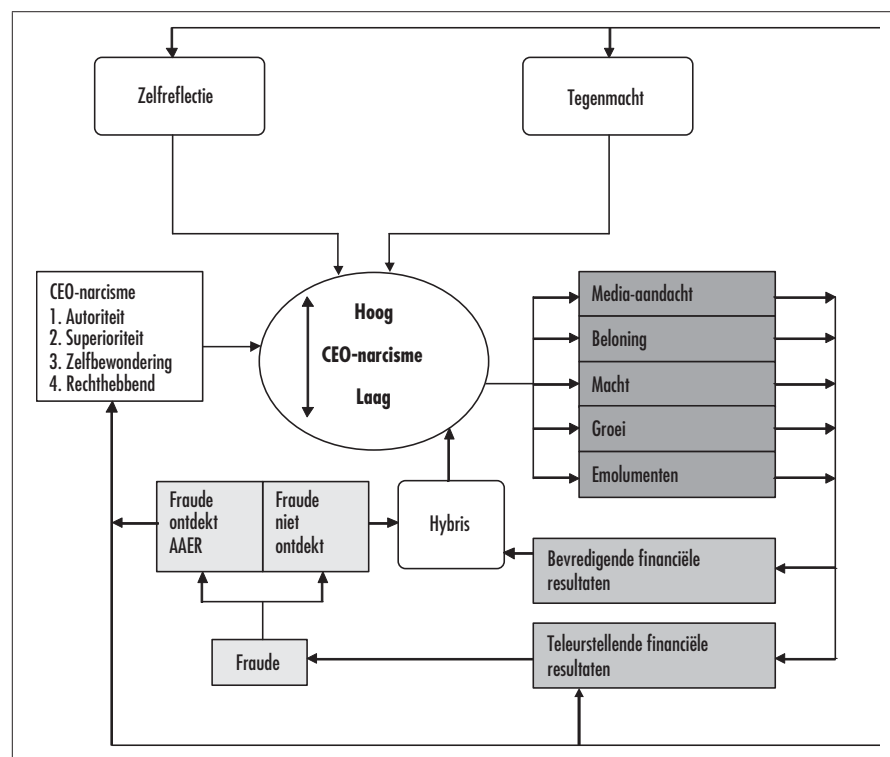 Zelfreflectie
Tegenmacht
CEO-narcisme
1. Autoriteit
2. Superioriteit
3. Zelfbewondering
4. Rechthebbend
Hoog
CEO-narcisme
Laag
Media-aandacht
Beloning
Macht
Groei
Emolumenten
Fraude
ontdekt
AAER
Fraude
niet
ontdekt
Hybris
Bevredigende financiële
resultaten
Fraude
Teleurstellende financiële
resultaten